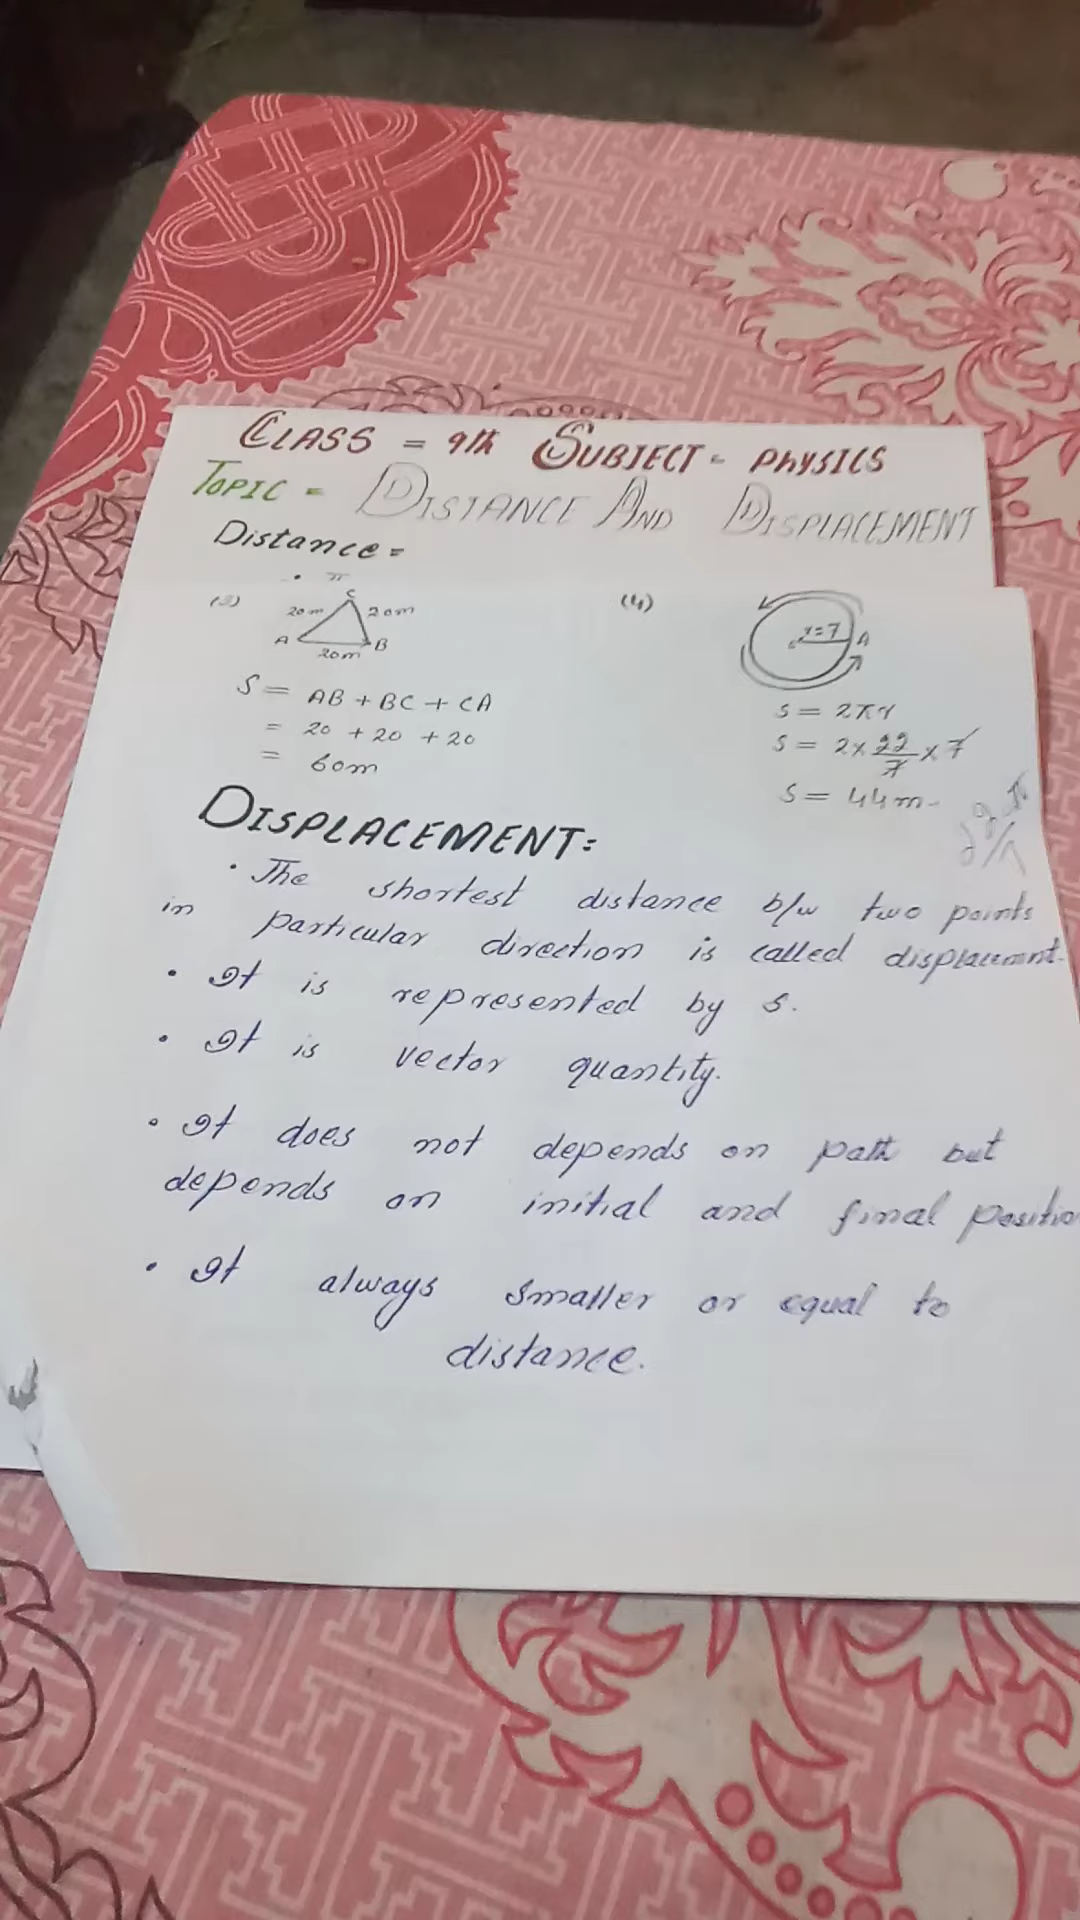 CLASS = 9th SUBJECT = PHYSICS
TOPIC = DISTANCE AND DISPLACEMENT
Distance =
(3)
C
20m 20m
A B
20m
S = AB + BC + CA
= 20 + 20 + 20
= 60m
(4)
r=7 A
S = 2πr
S = 2 × 22/7 × 7
S = 44m
DISPLACEMENT:
• The shortest distance b/w two points
in particular direction is called displacement.
• It is represented by s.
• It is vector quantity.
• It does not depends on path but
depends on initial and final positio
• It always smaller or equal to
distance.